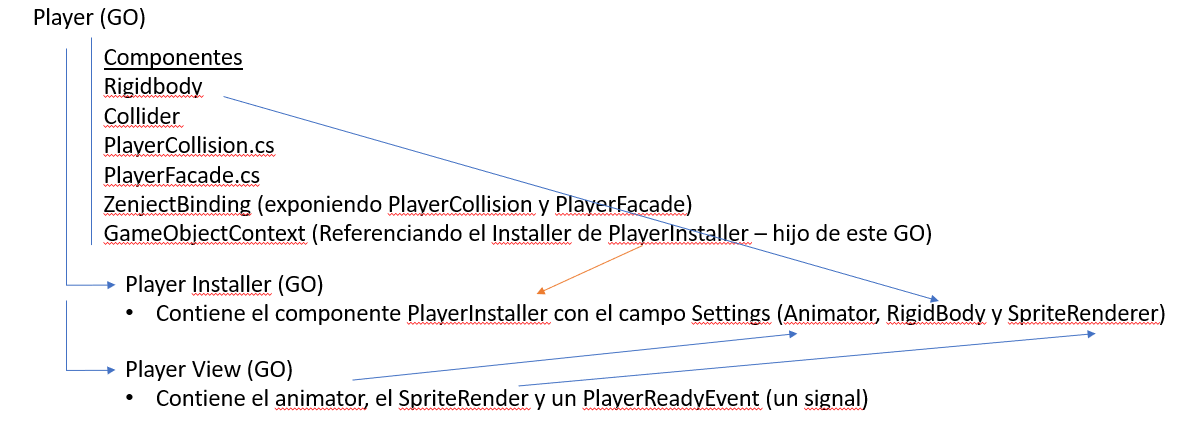 Player (GO)
Componentes
Rigidbody
Collider
PlayerCollision.cs
PlayerFacade.cs
ZenjectBinding (exponiendo PlayerCollision y PlayerFacade)
GameObjectContext (Referenciando el Installer de PlayerInstaller – hijo de este GO)
Player Installer (GO)
• Contiene el componente PlayerInstaller con el campo Settings (Animator, RigidBody y SpriteRenderer)
Player View (GO)
• Contiene el animator, el SpriteRender y un PlayerReadyEvent (un signal)